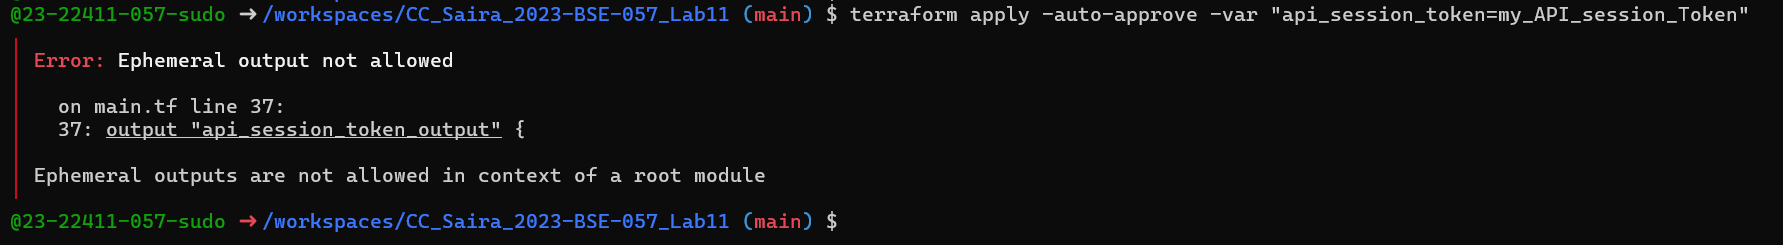 @23-22411-057-sudo ➜ /workspaces/CC_Saira_2023-BSE-057_Lab11 (main) $ terraform apply -auto-approve -var "api_session_token=my_API_session_Token"
Error: Ephemeral output not allowed
on main.tf line 37:
37: output "api_session_token_output" {
Ephemeral outputs are not allowed in context of a root module
@23-22411-057-sudo ➜ /workspaces/CC_Saira_2023-BSE-057_Lab11 (main) $